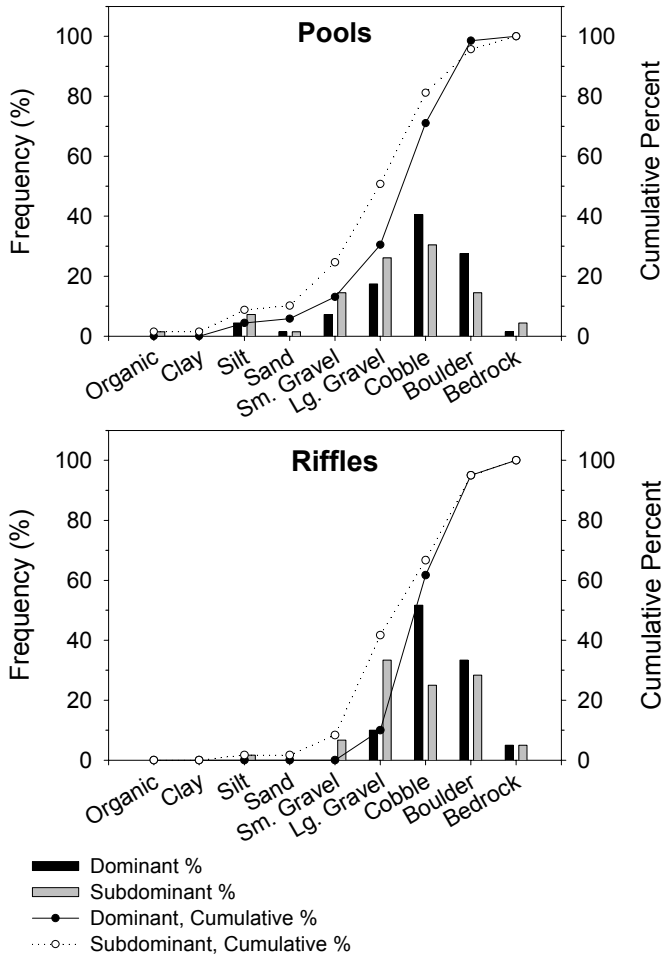 Pools
Frequency (%)
Cumulative Percent
100
80
60
40
20
0
100
80
60
40
20
0
Organic
Clay
Silt
Sand
Sm. Gravel
Lg. Gravel
Cobble
Boulder
Bedrock
Riffles
Frequency (%)
Cumulative Percent
100
80
60
40
20
0
100
80
60
40
20
0
Organic
Clay
Silt
Sand
Sm. Gravel
Lg. Gravel
Cobble
Boulder
Bedrock
Dominant %
Subdominant %
Dominant, Cumulative %
Subdominant, Cumulative %